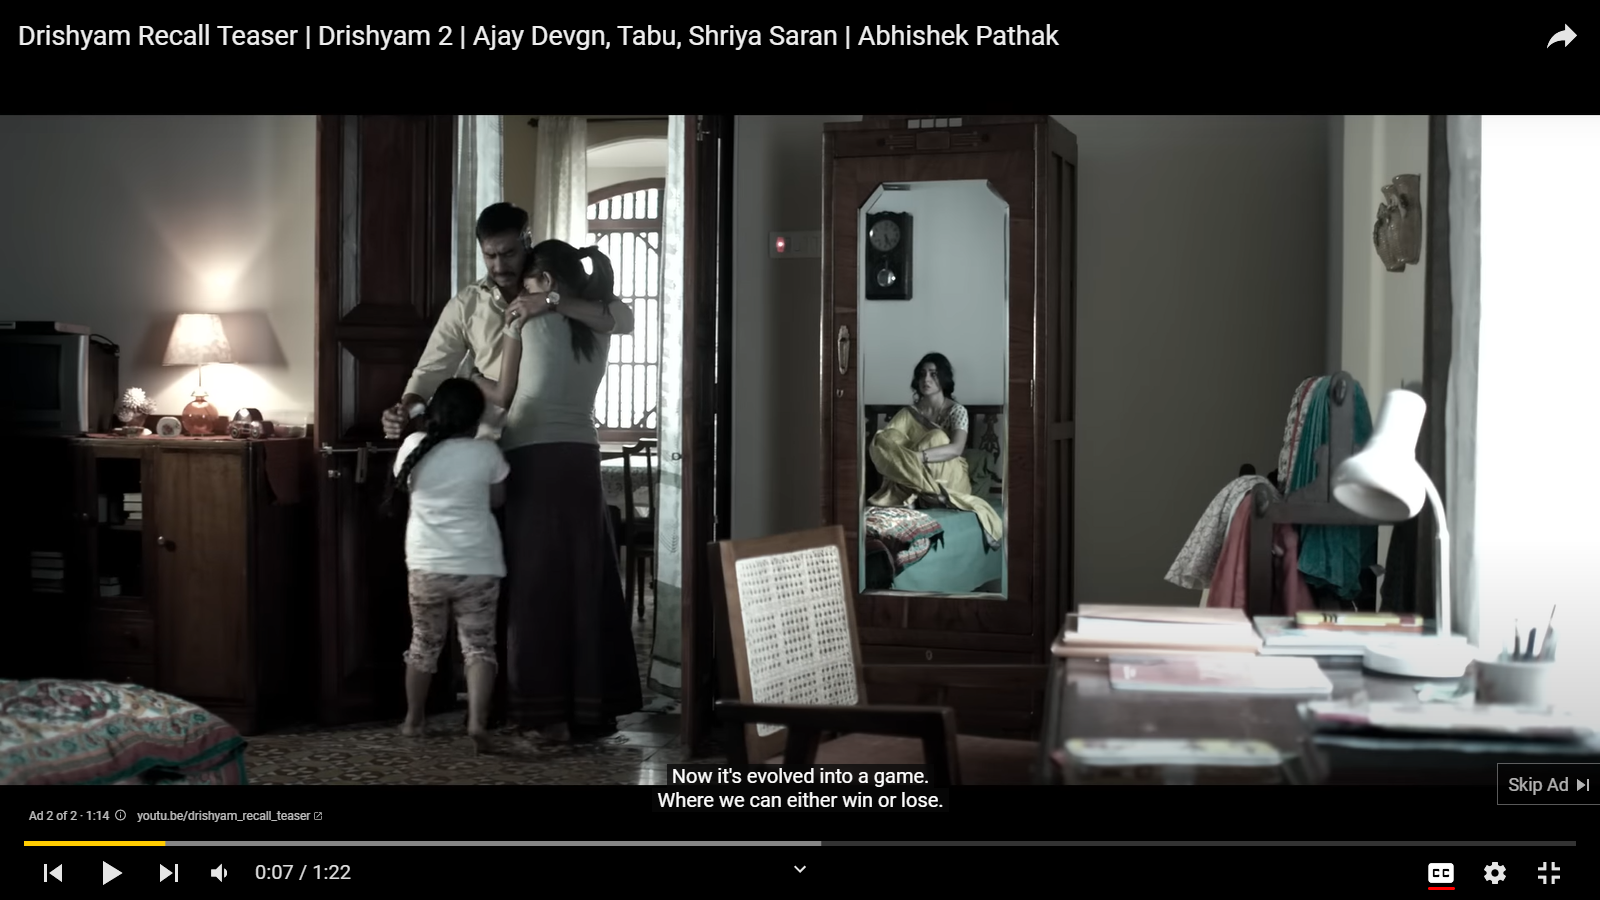 Drishyam Recall Teaser | Drishyam 2 | Ajay Devgn, Tabu, Shriya Saran | Abhishek Pathak
Now it's evolved into a game.
Where we can either win or lose.
Skip Ad
Ad 2 of 2 · 1:14 youtu.be/drishyam_recall_teaser
0:07 / 1:22
CC